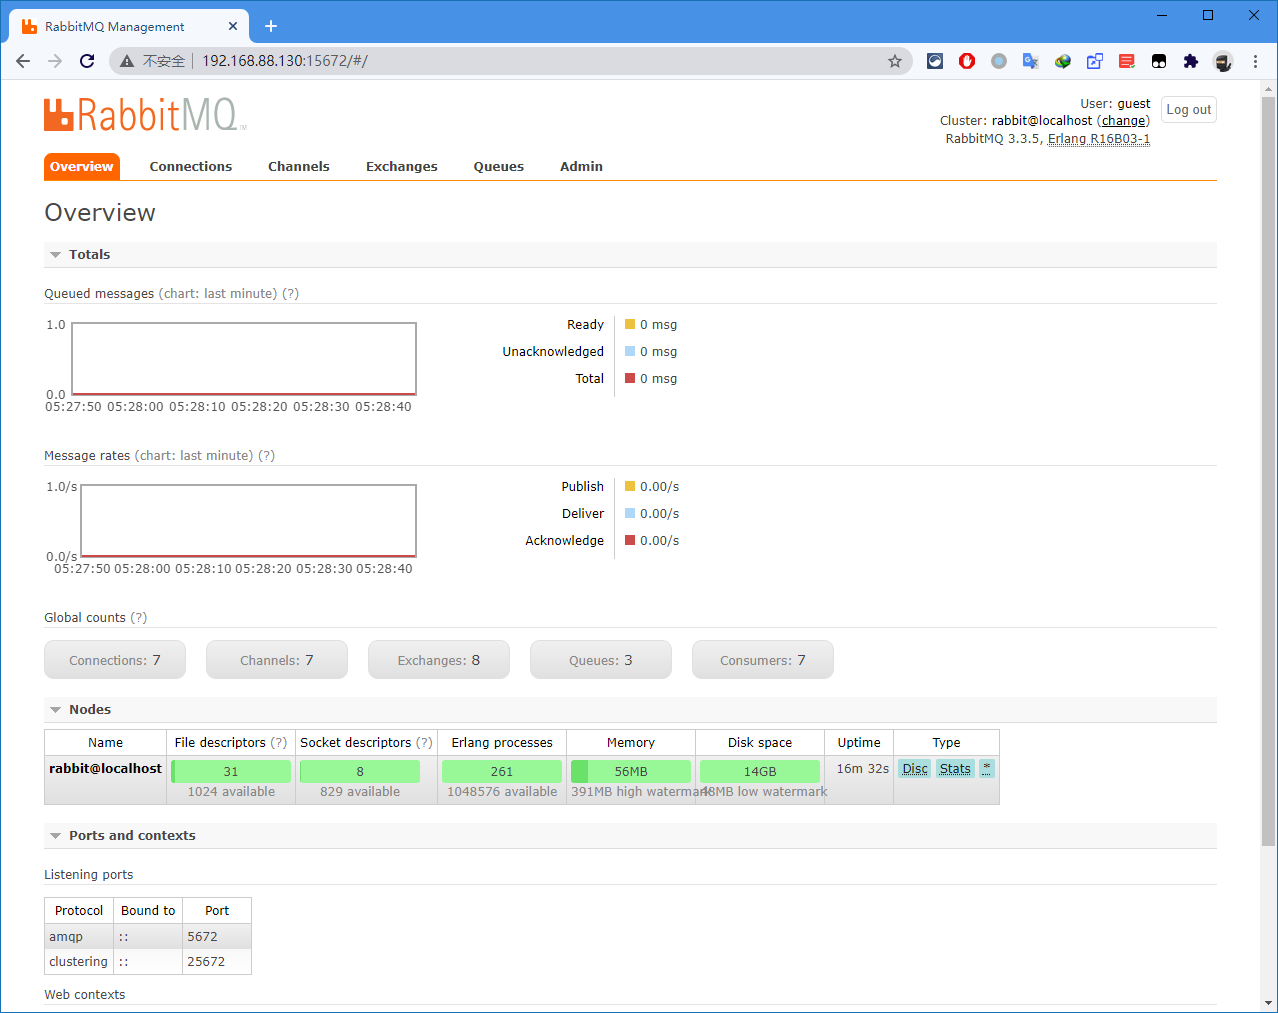 RabbitMQ Management
不安全 192.168.88.130:15672/#/
RabbitMQ™
User: guest
Log out
Cluster: rabbit@localhost (change)
RabbitMQ 3.3.5, Erlang R16B03-1
Overview Connections Channels Exchanges Queues Admin
Overview
Totals
Queued messages (chart: last minute) (?)
1.0
0.0
05:27:50 05:28:00 05:28:10 05:28:20 05:28:30 05:28:40
Ready 0 msg
Unacknowledged 0 msg
Total 0 msg
Message rates (chart: last minute) (?)
1.0/s
0.0/s
05:27:50 05:28:00 05:28:10 05:28:20 05:28:30 05:28:40
Publish 0.00/s
Deliver 0.00/s
Acknowledge 0.00/s
Global counts (?)
Connections: 7 Channels: 7 Exchanges: 8 Queues: 3 Consumers: 7
Nodes
Name File descriptors (?) Socket descriptors (?) Erlang processes Memory Disk space Uptime Type
rabbit@localhost 31 8 261 56MB 14GB 16m 32s Disc Stats *
1024 available 829 available 1048576 available 391MB high watermark 48MB low watermark
Ports and contexts
Listening ports
Protocol Bound to Port
amqp :: 5672
clustering :: 25672
Web contexts